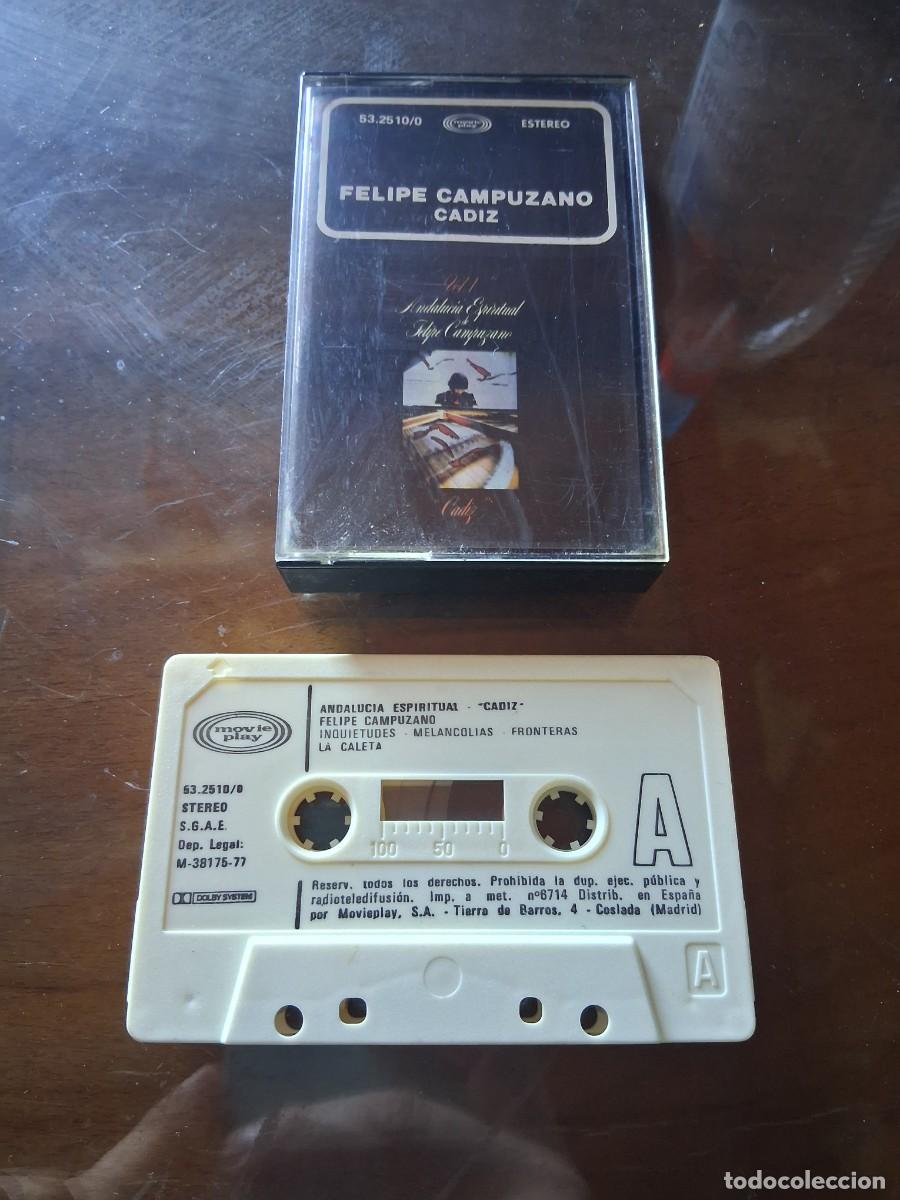 53.2510/0 movie play ESTEREO
FELIPE CAMPUZANO
CADIZ
Vol 1
Andalucia Espiritual
de
Felipe Campuzano
Cadiz
movie play
ANDALUCIA ESPIRITUAL - "CADIZ"
FELIPE CAMPUZANO
INQUIETUDES - MELANCOLIAS - FRONTERAS
LA CALETA
53.2510/0
STEREO
S.G.A.E.
Dep. Legal:
M-38175-77
DOLBY SYSTEM
A
100 50 0
Reserv. todos los derechos. Prohibida la dup. ejec. pública y
radioteledifusión. Imp. a met. nº6714 Distrib. en España
por Movieplay, S.A. - Tierra de Barros, 4 - Coslada (Madrid)
A
todocoleccion